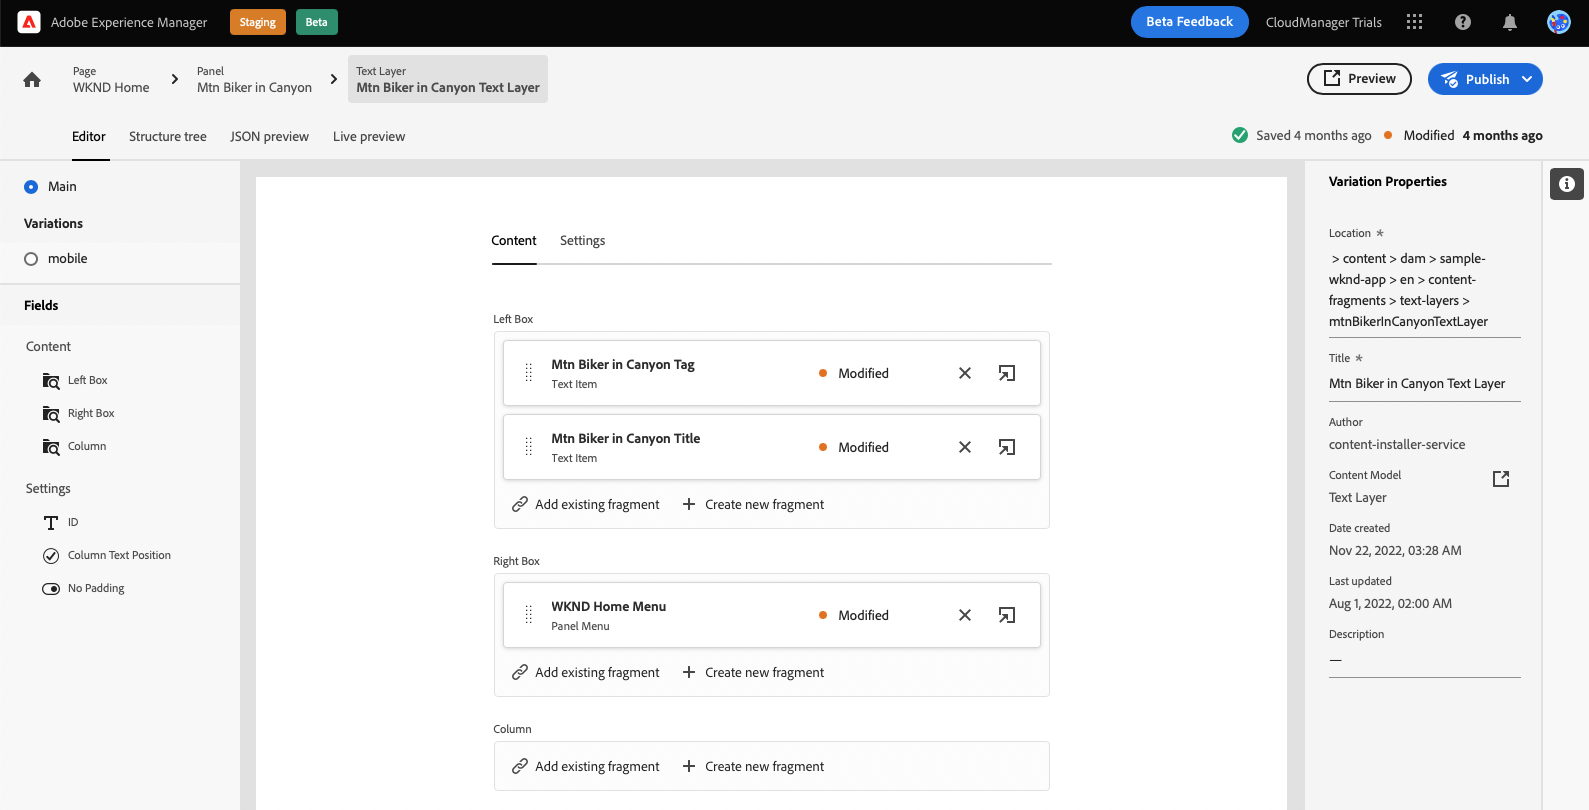 Adobe Experience Manager Staging Beta Beta Feedback CloudManager Trials
Page Panel Text Layer
WKND Home Mtn Biker in Canyon Mtn Biker in Canyon Text Layer
Preview Publish
Editor Structure tree JSON preview Live preview
Saved 4 months ago Modified 4 months ago
Main
Variations
mobile
Fields
Content
Left Box
Right Box
Column
Settings
ID
Column Text Position
No Padding
Content Settings
Left Box
Mtn Biker in Canyon Tag
Text Item
Modified
Mtn Biker in Canyon Title
Text Item
Modified
Add existing fragment Create new fragment
Right Box
WKND Home Menu
Panel Menu
Modified
Add existing fragment Create new fragment
Column
Add existing fragment Create new fragment
Variation Properties
Location *
> content > dam > sample-
wknd-app > en > content-
fragments > text-layers >
mtnBikerInCanyonTextLayer
Title *
Mtn Biker in Canyon Text Layer
Author
content-installer-service
Content Model
Text Layer
Date created
Nov 22, 2022, 03:28 AM
Last updated
Aug 1, 2022, 02:00 AM
Description
—